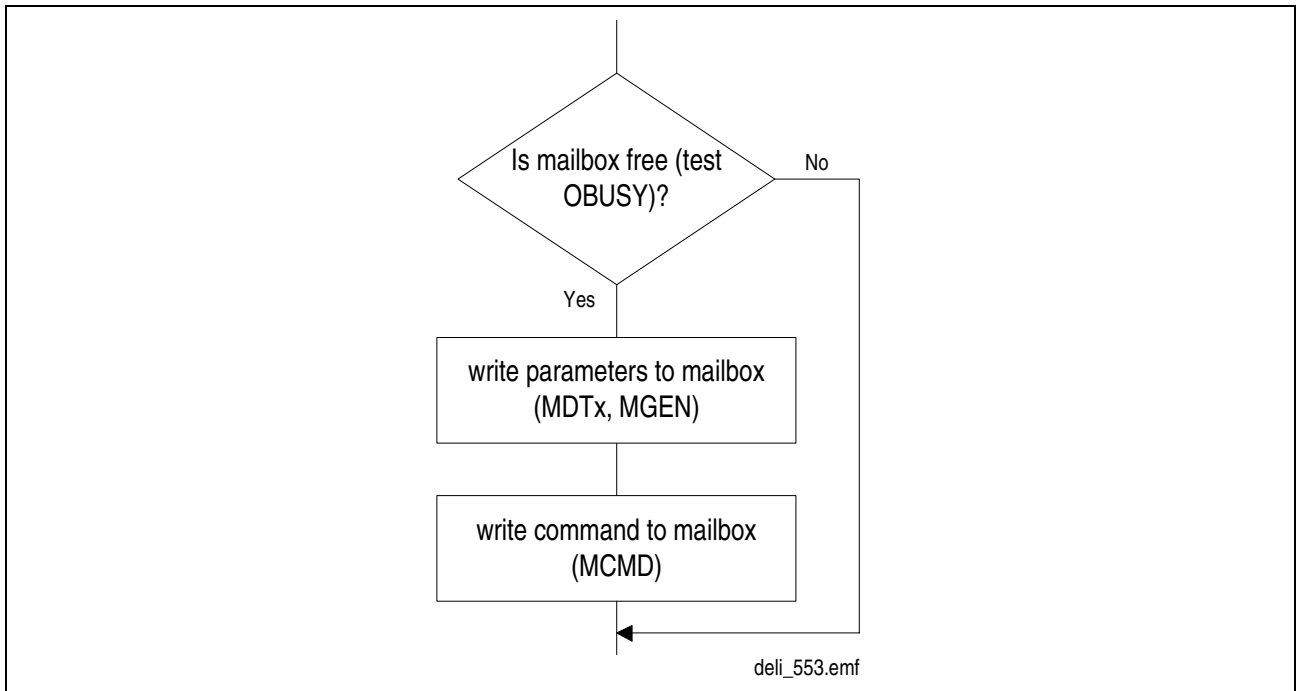 Is mailbox free (test
OBUSY)?
No
Yes
write parameters to mailbox
(MDTx, MGEN)
write command to mailbox
(MCMD)
deli_553.emf